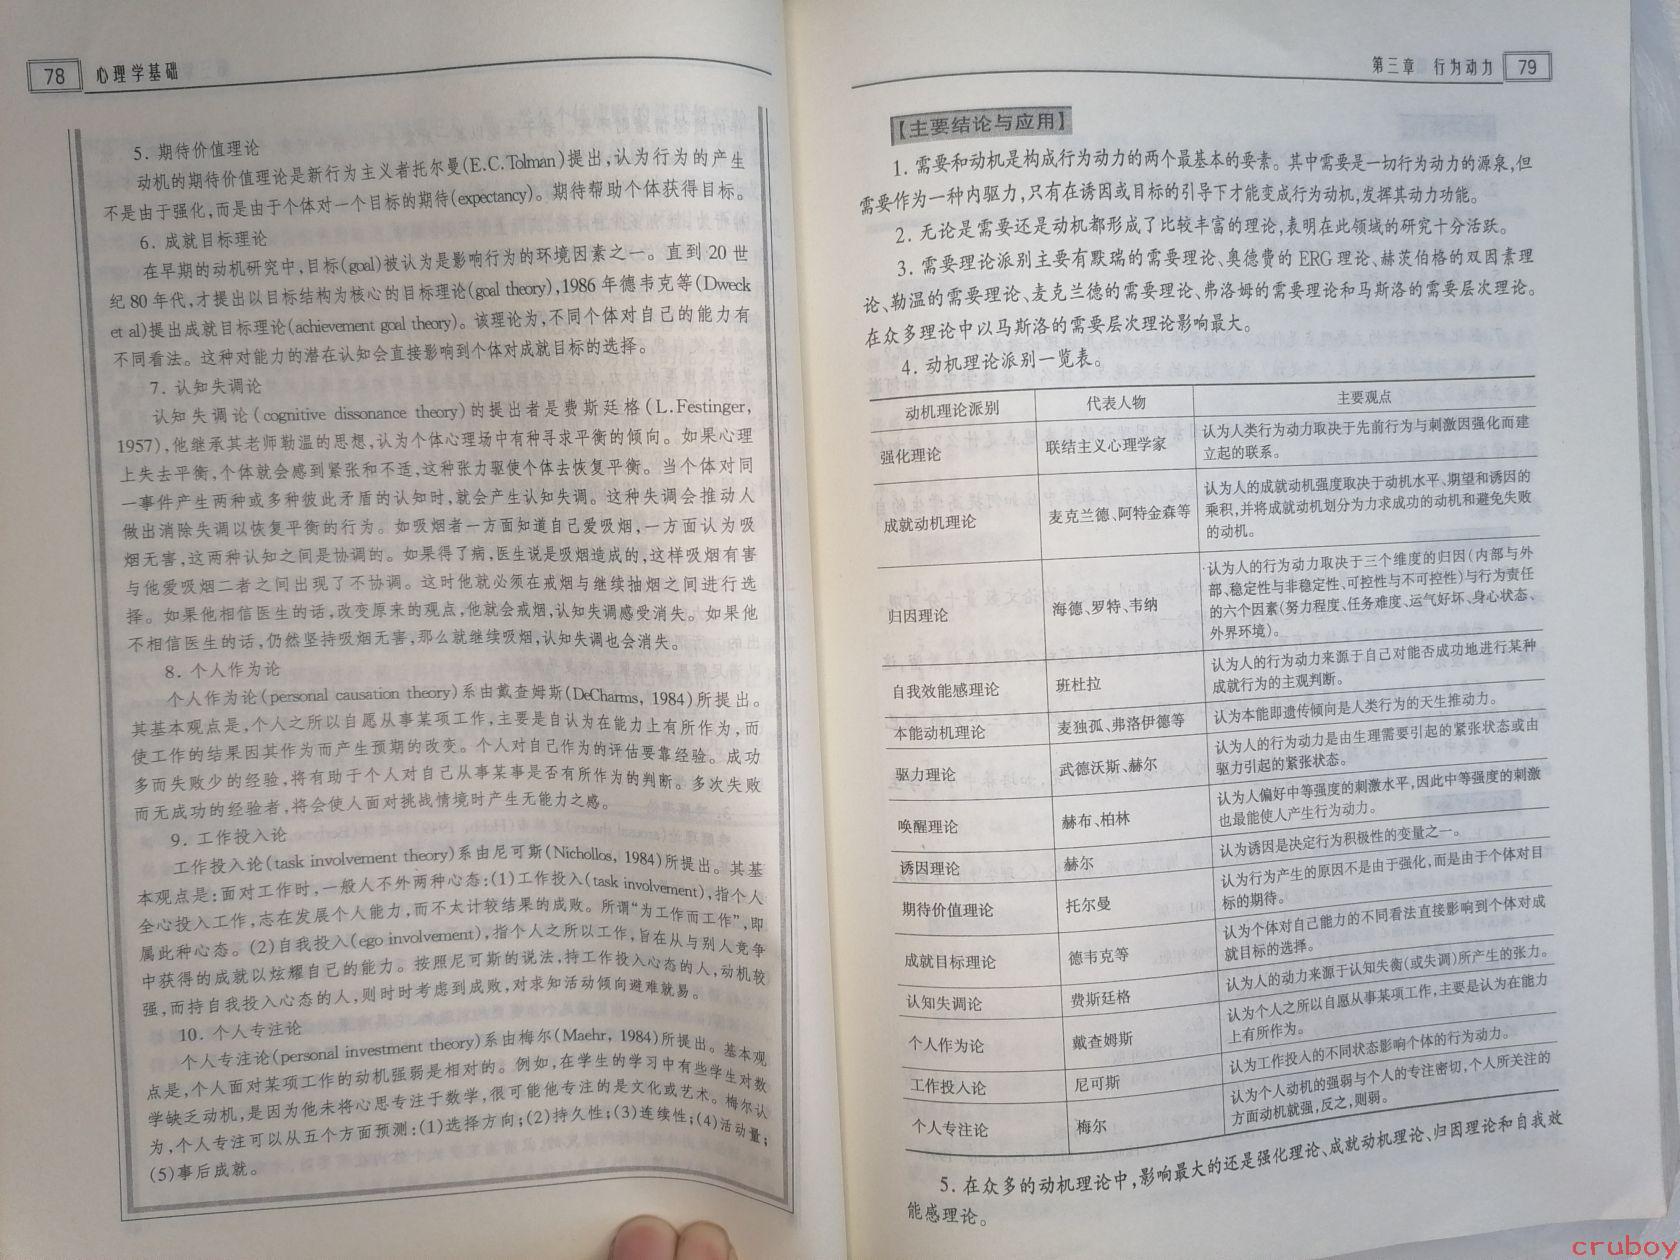 78 心理学基础
5. 期待价值理论
动机的期待价值理论是新行为主义者托尔曼(E.C.Tolman)提出,认为行为的产生
不是由于强化,而是由于个体对一个目标的期待(expectancy)。期待帮助个体获得目标。
6. 成就目标理论
在早期的动机研究中,目标(goal)被认为是影响行为的环境因素之一。直到20世
纪80年代,才提出以目标结构为核心的目标理论(goal theory),1986年德韦克等(Dweck
et al)提出成就目标理论(achievement goal theory)。该理论为,不同个体对自己的能力有
不同看法。这种对能力的潜在认知会直接影响到个体对成就目标的选择。
7. 认知失调论
认知失调论(cognitive dissonance theory)的提出者是费斯廷格(L.Festinger,
1957),他继承其老师勒温的思想,认为个体心理场中有种寻求平衡的倾向。如果心理
上失去平衡,个体就会感到紧张和不适,这种张力驱使个体去恢复平衡。当个体对同
一事件产生两种或多种彼此矛盾的认知时,就会产生认知失调。这种失调会推动人
做出消除失调以恢复平衡的行为。如吸烟者一方面知道自己爱吸烟,一方面认为吸
烟无害,这两种认知之间是协调的。如果得了病,医生说是吸烟造成的,这样吸烟有害
与他爱吸烟二者之间出现了不协调。这时他就必须在戒烟与继续抽烟之间进行选
择。如果他相信医生的话,改变原来的观点,他就会戒烟,认知失调感受消失。如果他
不相信医生的话,仍然坚持吸烟无害,那么就继续吸烟,认知失调也会消失。
8. 个人作为论
个人作为论(personal causation theory)系由戴查姆斯(DeCharms, 1984)所提出。
其基本观点是,个人之所以自愿从事某项工作,主要是自认为在能力上有所作为,而
使工作的结果因其作为而产生预期的改变。个人对自己作为的评估要靠经验。成功
多而失败少的经验,将有助于个人对自己从事某事是否有所作为的判断。多次失败
而无成功的经验者,将会使人面对挑战情境时产生无能力之感。
9. 工作投入论
工作投入论(task involvement theory)系由尼可斯(Nichollos, 1984)所提出。其基
本观点是:面对工作时,一般人不外两种心态:(1)工作投入(task involvement),指个人
全心投入工作,志在发展个人能力,而不太计较结果的成败。所谓“为工作而工作”,即
属此种心态。(2)自我投入(ego involvement),指个人之所以工作,旨在从与别人竞争
中获得的成就以炫耀自己的能力。按照尼可斯的说法,持工作投入心态的人,动机较
强,而持自我投入心态的人,则时时考虑到成败,对求知活动倾向避难就易。
10. 个人专注论
个人专注论(personal investment theory)系由梅尔(Maehr, 1984)所提出。基本观
点是,个人面对某项工作的动机强弱是相对的。例如,在学生的学习中有些学生对数
学缺乏动机,是因为他未将心思专注于数学,很可能他专注的是文化或艺术。梅尔认
为,个人专注可以从五个方面预测:(1)选择方向;(2)持久性;(3)连续性;(4)活动量;
(5)事后成就。
第三章 行为动力 79
【主要结论与应用】
1. 需要和动机是构成行为动力的两个最基本的要素。其中需要是一切行为动力的源泉,但
需要作为一种内驱力,只有在诱因或目标的引导下才能变成行为动机,发挥其动力功能。
2. 无论是需要还是动机都形成了比较丰富的理论,表明在此领域的研究十分活跃。
3. 需要理论派别主要有默瑞的需要理论、奥德费的ERG理论、赫茨伯格的双因素理
论、勒温的需要理论、麦克兰德的需要理论、弗洛姆的需要理论和马斯洛的需要层次理论。
在众多理论中以马斯洛的需要层次理论影响最大。
4. 动机理论派别一览表。
动机理论派别 代表人物 主要观点
强化理论 联结主义心理学家 认为人类行为动力取决于先前行为与刺激因强化而建
立起的联系。
成就动机理论 麦克兰德、阿特金森等 认为人的成就动机强度取决于动机水平、期望和诱因的
乘积,并将成就动机划分为力求成功的动机和避免失败
的动机。
归因理论 海德、罗特、韦纳 认为人的行为动力取决于三个维度的归因(内部与外
部、稳定性与非稳定性、可控性与不可控性)与行为责任
的六个因素(努力程度、任务难度、运气好坏、身心状态、
外界环境)。
自我效能感理论 班杜拉 认为人的行为动力来源于自己对能否成功地进行某种
成就行为的主观判断。
本能动机理论 麦独孤、弗洛伊德等 认为本能即遗传倾向是人类行为的天生推动力。
驱力理论 武德沃斯、赫尔 认为人的行为动力是由生理需要引起的紧张状态或由
驱力引起的紧张状态。
唤醒理论 赫布、柏林 认为人偏好中等强度的刺激水平,因此中等强度的刺激
也最能使人产生行为动力。
诱因理论 赫尔 认为诱因是决定行为积极性的变量之一。
期待价值理论 托尔曼 认为行为产生的原因不是由于强化,而是由于个体对目
标的期待。
成就目标理论 德韦克等 认为个体对自己能力的不同看法直接影响到个体对成
就目标的选择。
认知失调论 费斯廷格 认为人的动力来源于认知失衡(或失调)所产生的张力。
个人作为论 戴查姆斯 认为个人之所以自愿从事某项工作,主要是认为在能力
上有所作为。
工作投入论 尼可斯 认为工作投入的不同状态影响个体的行为动力。
个人专注论 梅尔 认为个人动机的强弱与个人的专注密切,个人所关注的
方面动机就强,反之,则弱。
5. 在众多的动机理论中,影响最大的还是强化理论、成就动机理论、归因理论和自我效
能感理论。
cruboy